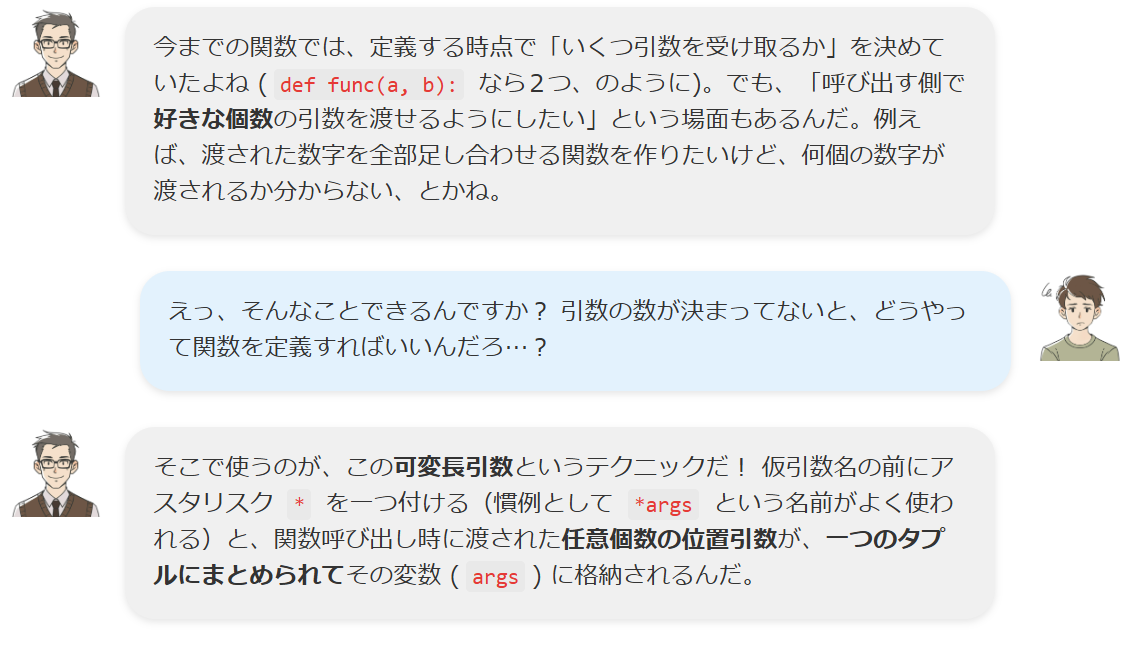 今までの関数では、定義する時点で「いくつ引数を受け取るか」を決めて
いたよね ( def func(a, b): なら２つ、のように)。でも、「呼び出す側で
好きな個数の引数を渡せるようにしたい」という場面もあるんだ。例え
ば、渡された数字を全部足し合わせる関数を作りたいけど、何個の数字が
渡されるか分からない、とかね。
えっ、そんなことできるんですか？ 引数の数が決まってないと、どうやっ
て関数を定義すればいいんだろ…？
そこで使うのが、この可変長引数というテクニックだ！ 仮引数名の前にア
スタリスク * を一つ付ける（慣例として *args という名前がよく使わ
れる）と、関数呼び出し時に渡された任意個数の位置引数が、一つのタプ
ルにまとめられてその変数 ( args ) に格納されるんだ。